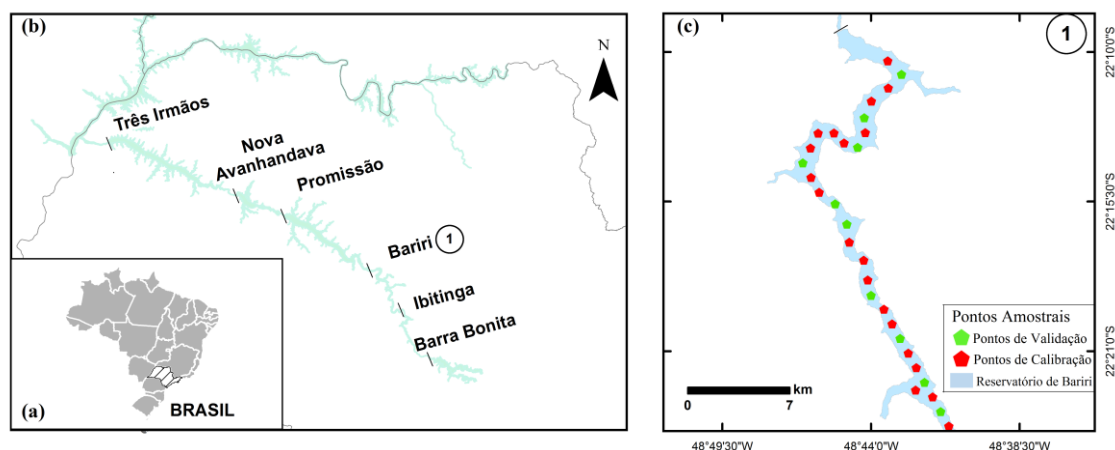 (b)
N
Três Irmãos
Nova
Avanhandava
Promissão
Bariri 1
Ibitinga
Barra Bonita
BRASIL
(a)
(c)
1
22°10'0"S
22°15'30"S
22°21'0"S
Pontos Amostrais
Pontos de Validação
Pontos de Calibração
Reservatório de Bariri
km
0 7
48°49'30"W 48°44'0"W 48°38'30"W